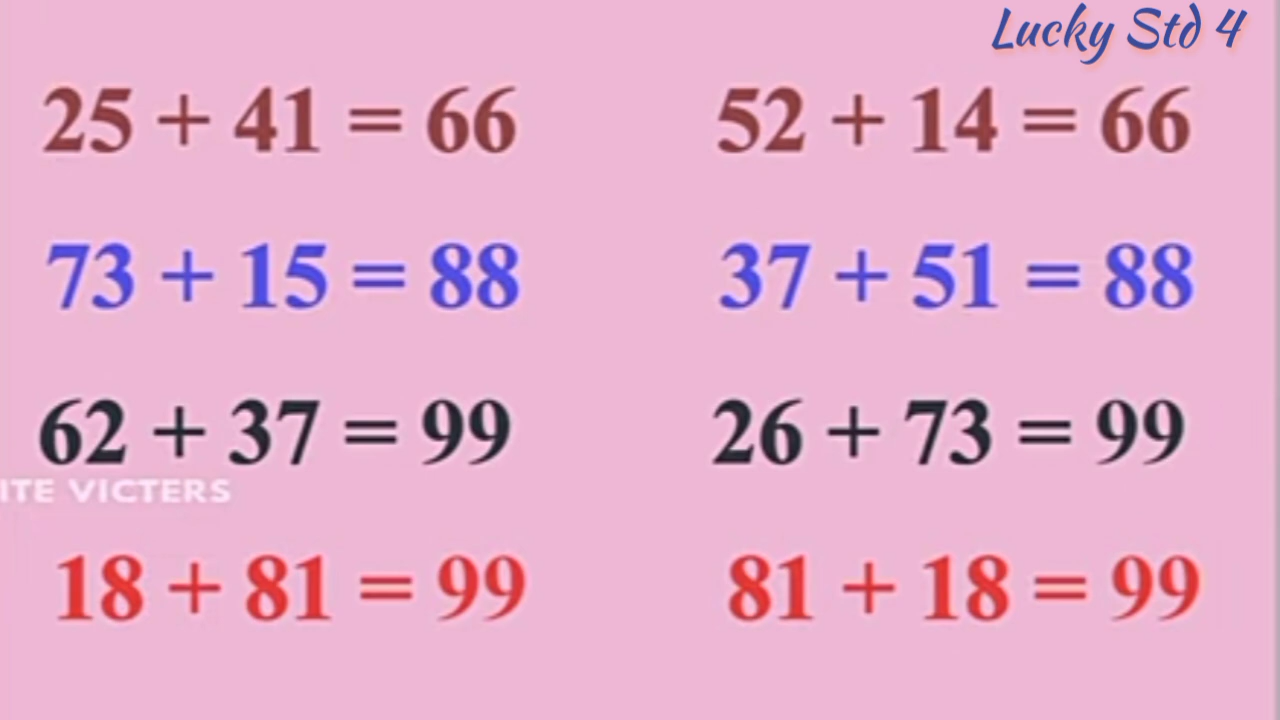 Lucky Std 4
25 + 41 = 66 52 + 14 = 66
73 + 15 = 88 37 + 51 = 88
62 + 37 = 99 26 + 73 = 99
ITE VICTERS
18 + 81 = 99 81 + 18 = 99